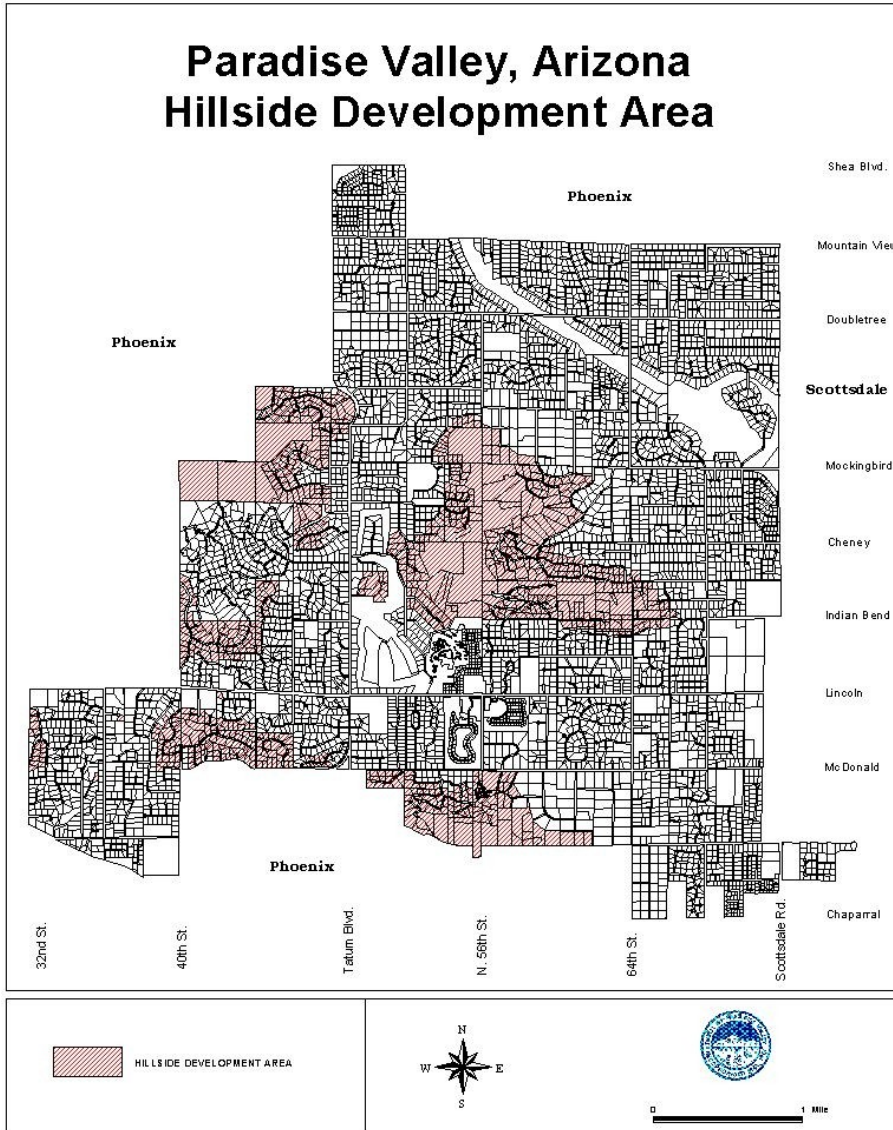 Paradise Valley, Arizona
Hillside Development Area
Shea Blvd.
Phoenix
Mountain View
Doubletree
Phoenix
Scottsdale
Mockingbird
Cheney
Indian Bend
Lincoln
McDonald
Phoenix
Chaparral
32nd St.
40th St.
Tatum Blvd.
N. 56th St.
64th St.
Scottsdale Rd.
HILLSIDE DEVELOPMENT AREA
N
W E
S
0 1 Mile